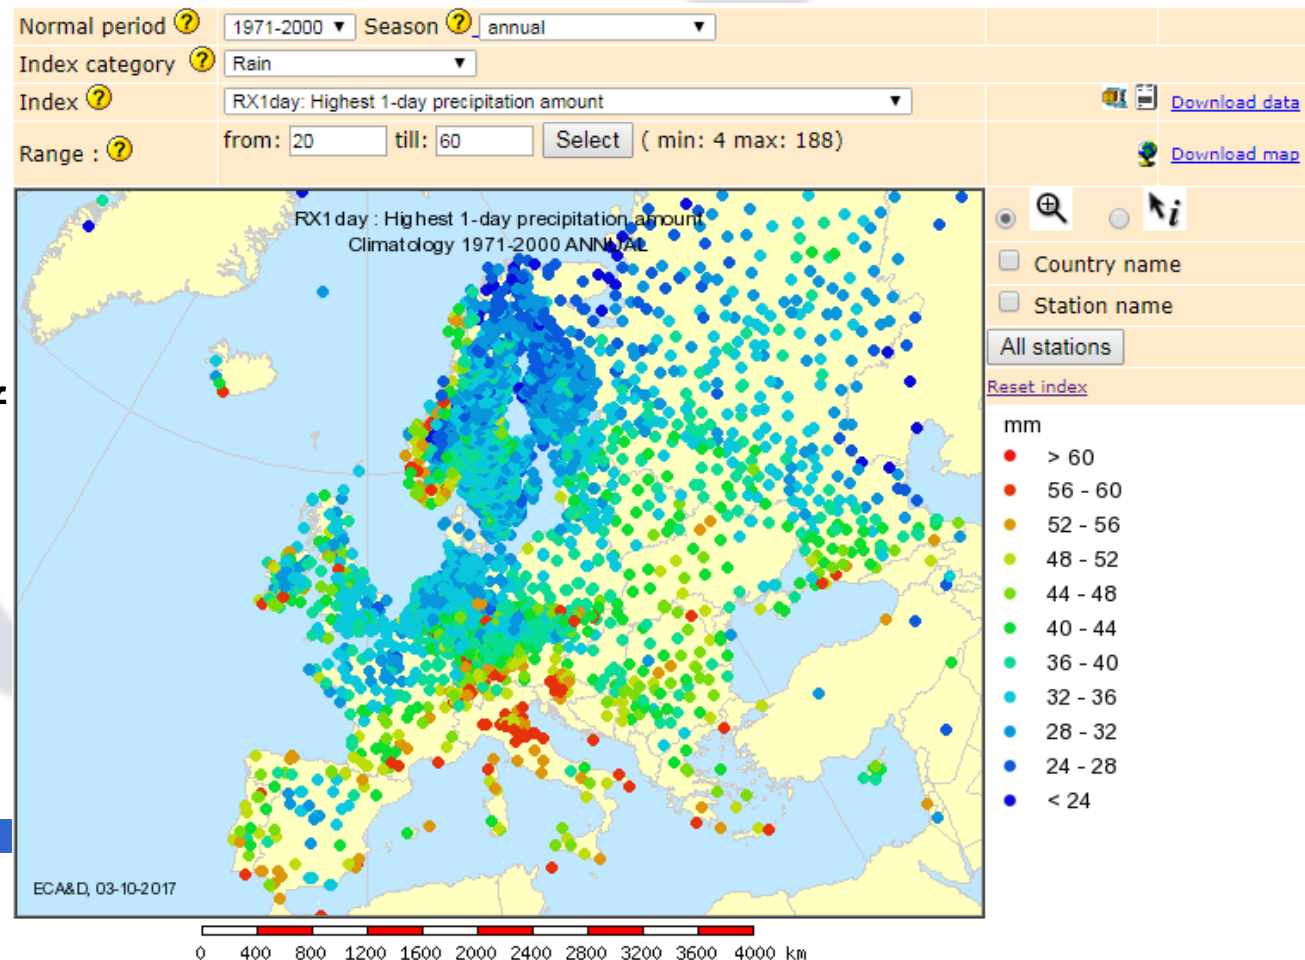 Normal period ? 1971-2000 ▼ Season ? annual ▼
Index category ? Rain ▼
Index ? RX1day: Highest 1-day precipitation amount ▼ Download data
Range : ? from: 20 till: 60 Select ( min: 4 max: 188) Download map
RX1day : Highest 1-day precipitation amount
Climatology 1971-2000 ANNUAL
i
Country name
Station name
All stations
Reset index
mm
> 60
56 - 60
52 - 56
48 - 52
44 - 48
40 - 44
36 - 40
32 - 36
28 - 32
24 - 28
< 24
ECA&D, 03-10-2017
0 400 800 1200 1600 2000 2400 2800 3200 3600 4000 km